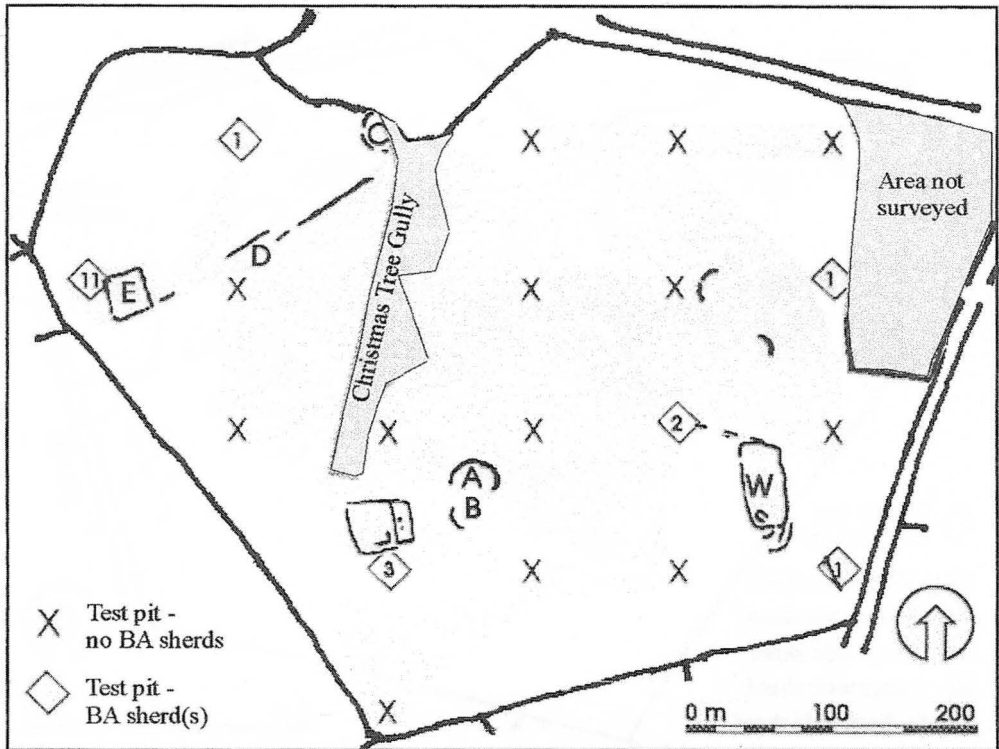 1
C
Christmas Tree Gully
Area not
surveyed
D
11
E
1
2
A
B
W
3
1
Test pit -
no BA sherds
Test pit -
BA sherd(s)
0 m 100 200